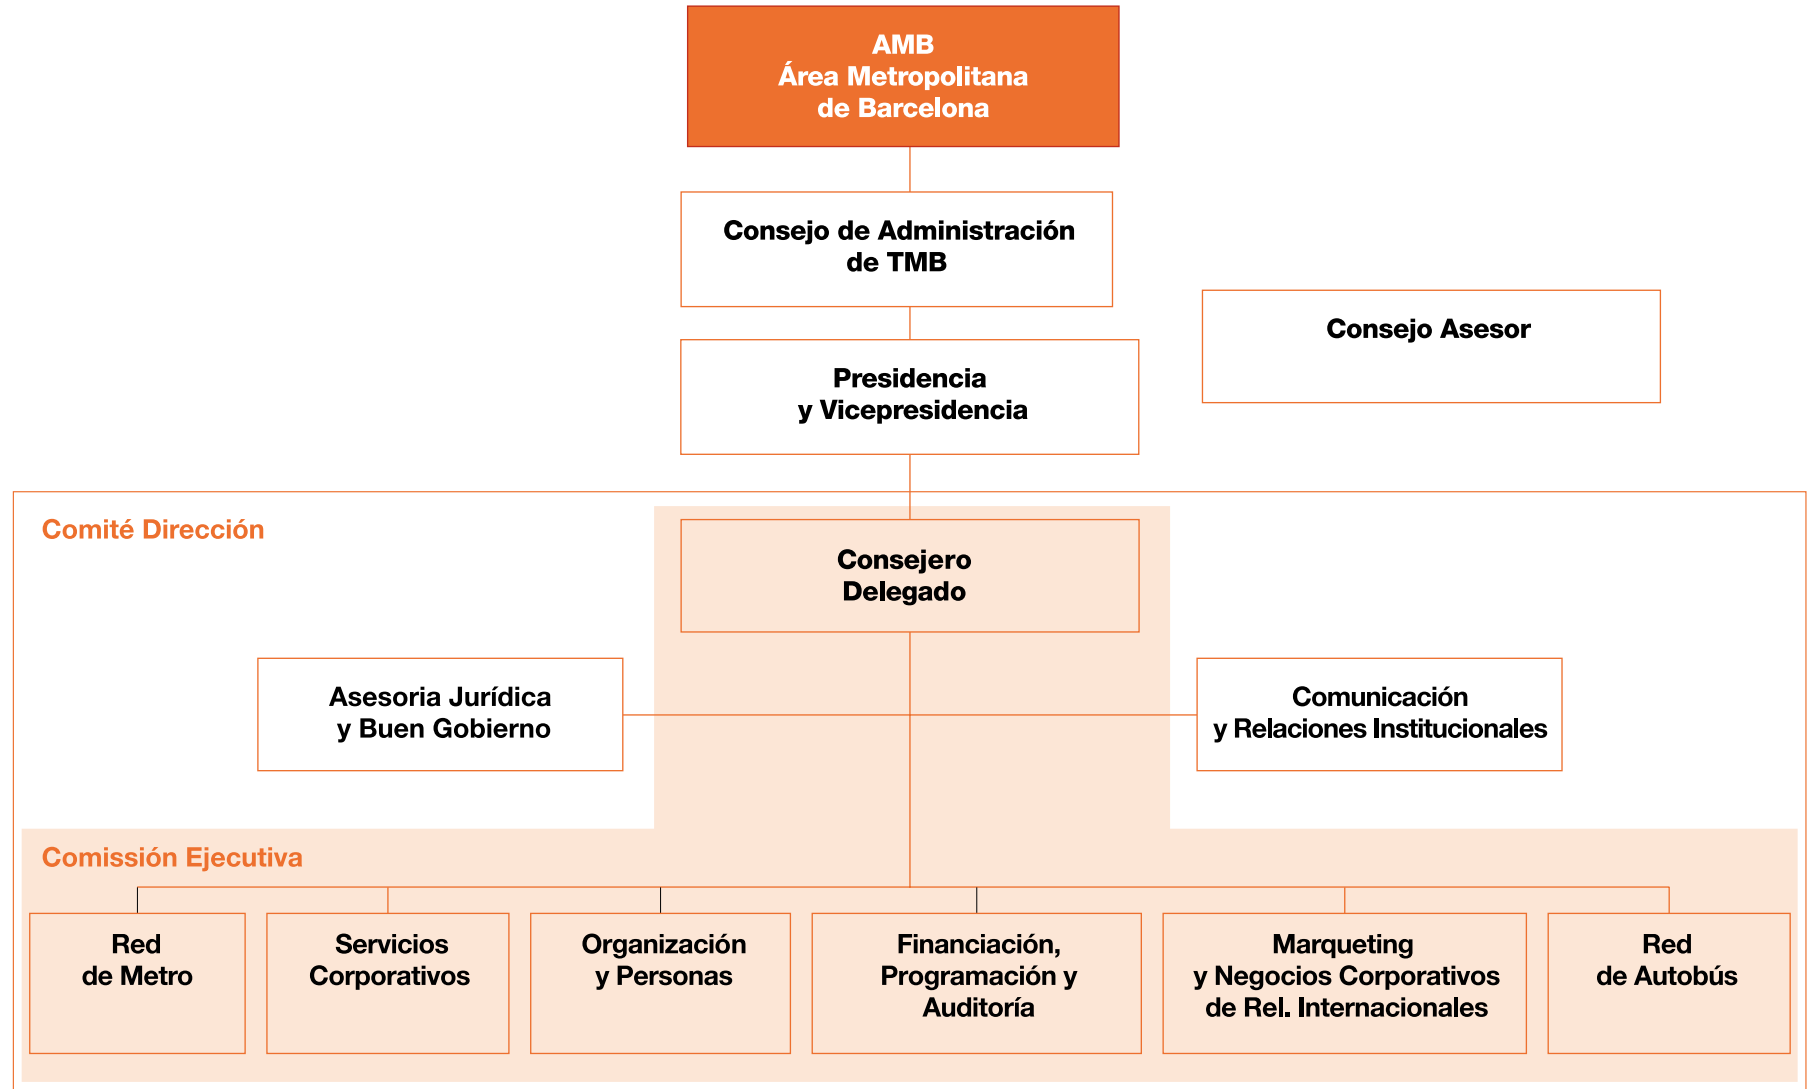 AMB
Área Metropolitana
de Barcelona
Consejo de Administración
de TMB
Consejo Asesor
Presidencia
y Vicepresidencia
Comité Dirección
Consejero
Delegado
Asesoria Jurídica
y Buen Gobierno
Comunicación
y Relaciones Institucionales
Comissión Ejecutiva
Red
de Metro
Servicios
Corporativos
Organización
y Personas
Financiación,
Programación y
Auditoría
Marqueting
y Negocios Corporativos
de Rel. Internacionales
Red
de Autobús